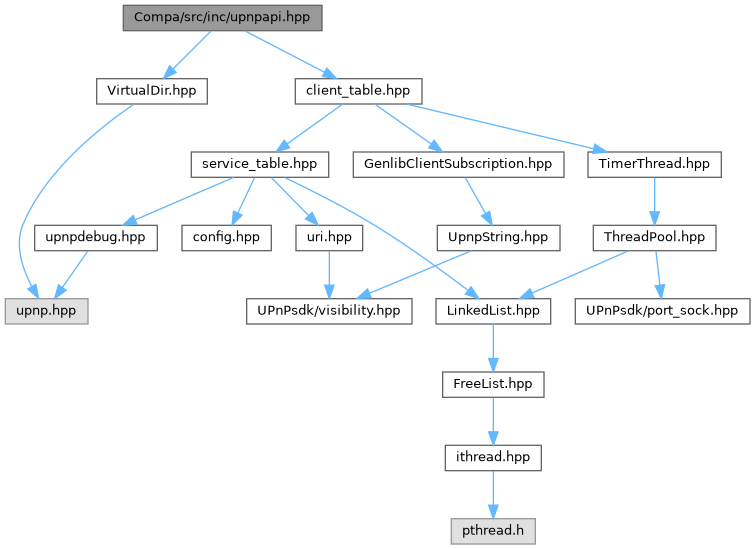 Compa/src/inc/upnpapi.hpp
VirtualDir.hpp
client_table.hpp
service_table.hpp
GenlibClientSubscription.hpp
TimerThread.hpp
upnpdebug.hpp
config.hpp
uri.hpp
UpnpString.hpp
ThreadPool.hpp
upnp.hpp
UPnPsdk/visibility.hpp
LinkedList.hpp
UPnPsdk/port_sock.hpp
FreeList.hpp
ithread.hpp
pthread.h